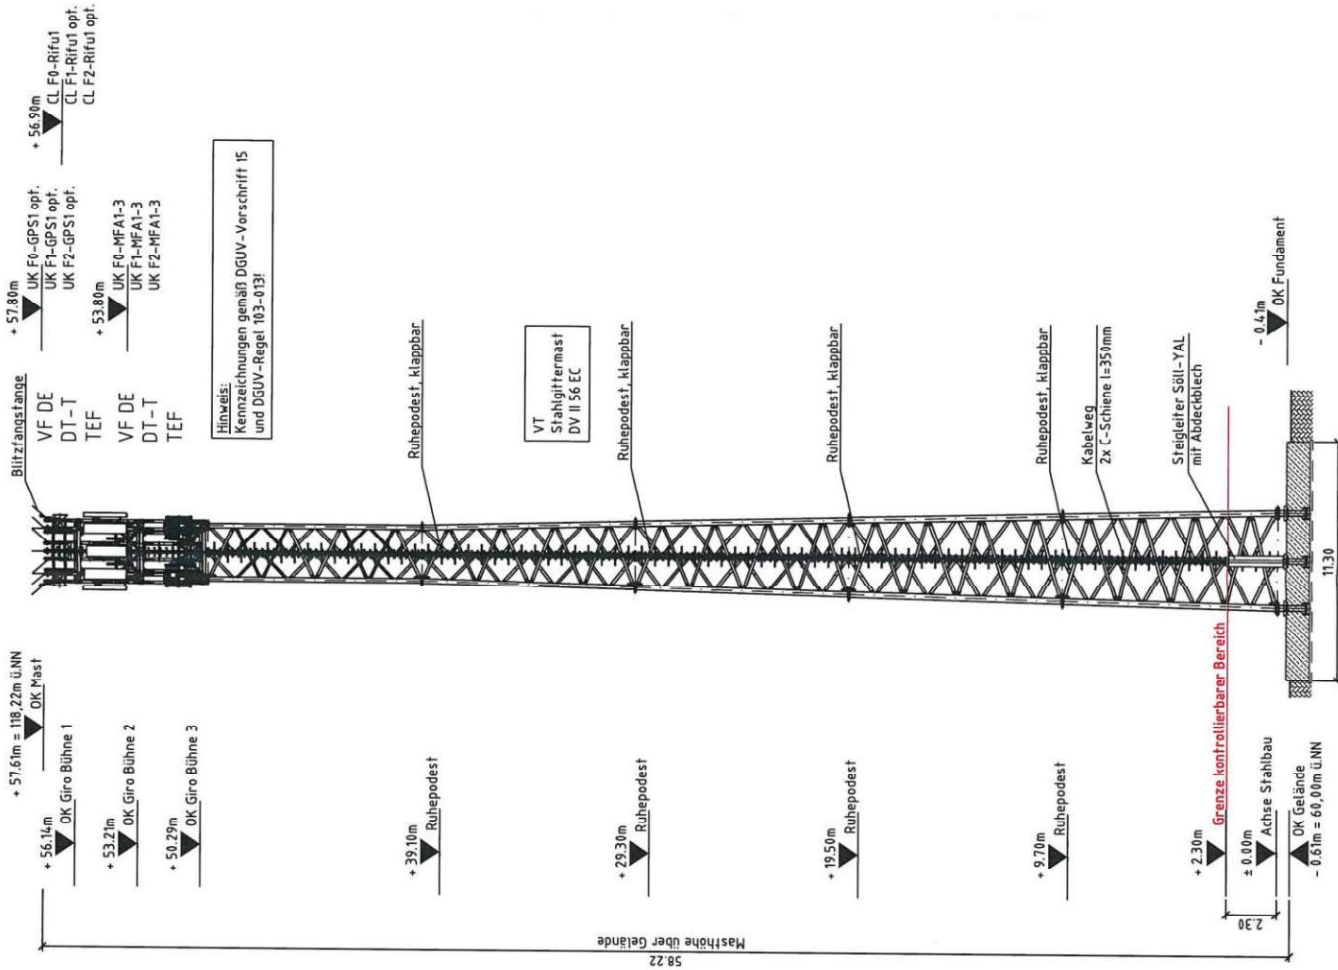 + 57.61m = 118,22m ü.NN
OK Mast
+ 56.14m
OK Giro Bühne 1
+ 53.21m
OK Giro Bühne 2
+ 50.29m
OK Giro Bühne 3
+ 39.10m
Ruhepodest
+ 29.30m
Ruhepodest
+ 19.50m
Ruhepodest
+ 9.70m
Ruhepodest
+ 2.30m
Grenze kontrollierbarer Bereich
± 0.00m
Achse Stahlbau
OK Gelände
- 0.61m = 60,00m ü.NN
2.30
58.22
Masthöhe über Gelände
Blitzfangstange
VF DE
DT-T
TEF
VF DE
DT-T
TEF
+ 57.80m
UK F0-GPS1 opt.
UK F1-GPS1 opt.
UK F2-GPS1 opt.
+ 53.80m
UK F0-MFA1-3
UK F1-MFA1-3
UK F2-MFA1-3
+ 56.90m
CL F0-Rifu1
CL F1-Rifu1 opt.
CL F2-Rifu1 opt.
Hinweis:
Kennzeichnungen gemäß DGUV-Vorschrift 15
und DGUV-Regel 103-013!
Ruhepodest, klappbar
VT
Stahlgittermast
DV II 56 EC
Ruhepodest, klappbar
Ruhepodest, klappbar
Ruhepodest, klappbar
Kabelweg
2x C-Schiene l=350mm
Steigleiter Söll-YAL
mit Abdeckblech
- 0.41m
OK Fundament
11.30